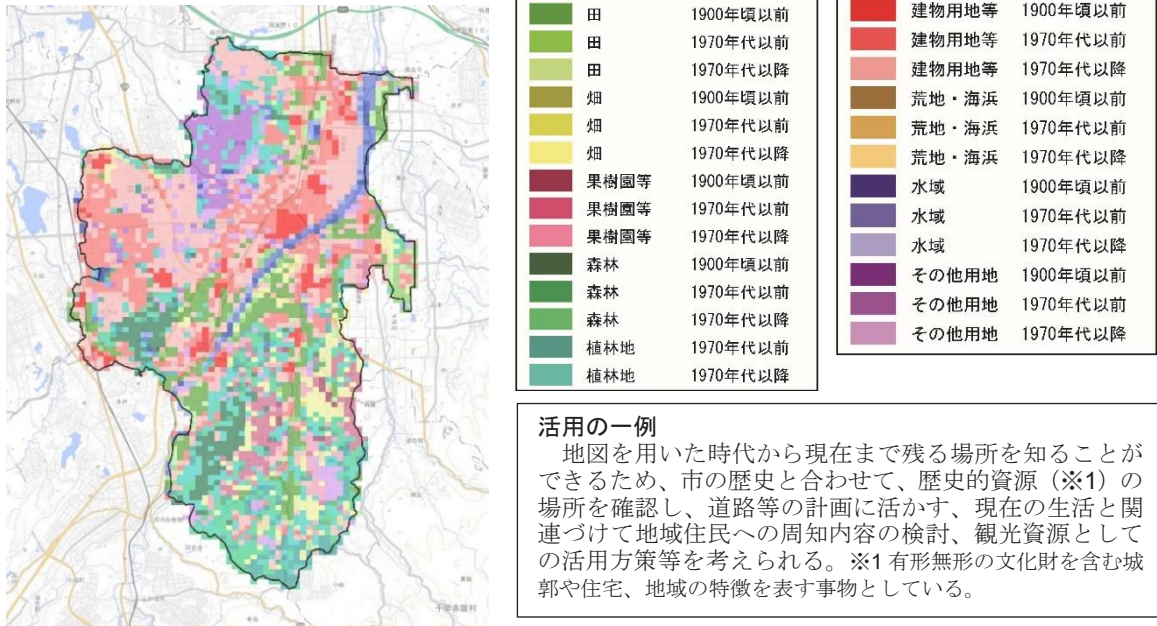 田 1900年頃以前
田 1970年代以前
田 1970年代以降
畑 1900年頃以前
畑 1970年代以前
畑 1970年代以降
果樹園等 1900年頃以前
果樹園等 1970年代以前
果樹園等 1970年代以降
森林 1900年頃以前
森林 1970年代以前
森林 1970年代以降
植林地 1970年代以前
植林地 1970年代以降
建物用地等 1900年頃以前
建物用地等 1970年代以前
建物用地等 1970年代以降
荒地・海浜 1900年頃以前
荒地・海浜 1970年代以前
荒地・海浜 1970年代以降
水域 1900年頃以前
水域 1970年代以前
水域 1970年代以降
その他用地 1900年頃以前
その他用地 1970年代以前
その他用地 1970年代以降
活用の一例
地図を用いた時代から現在まで残る場所を知ることが
できるため、市の歴史と合わせて、歴史的資源（※1）の
場所を確認し、道路等の計画に活かす、現在の生活と関
連づけて地域住民への周知内容の検討、観光資源として
の活用方策等を考えられる。※1 有形無形の文化財を含む城
郭や住宅、地域の特徴を表す事物としている。
千早赤阪村